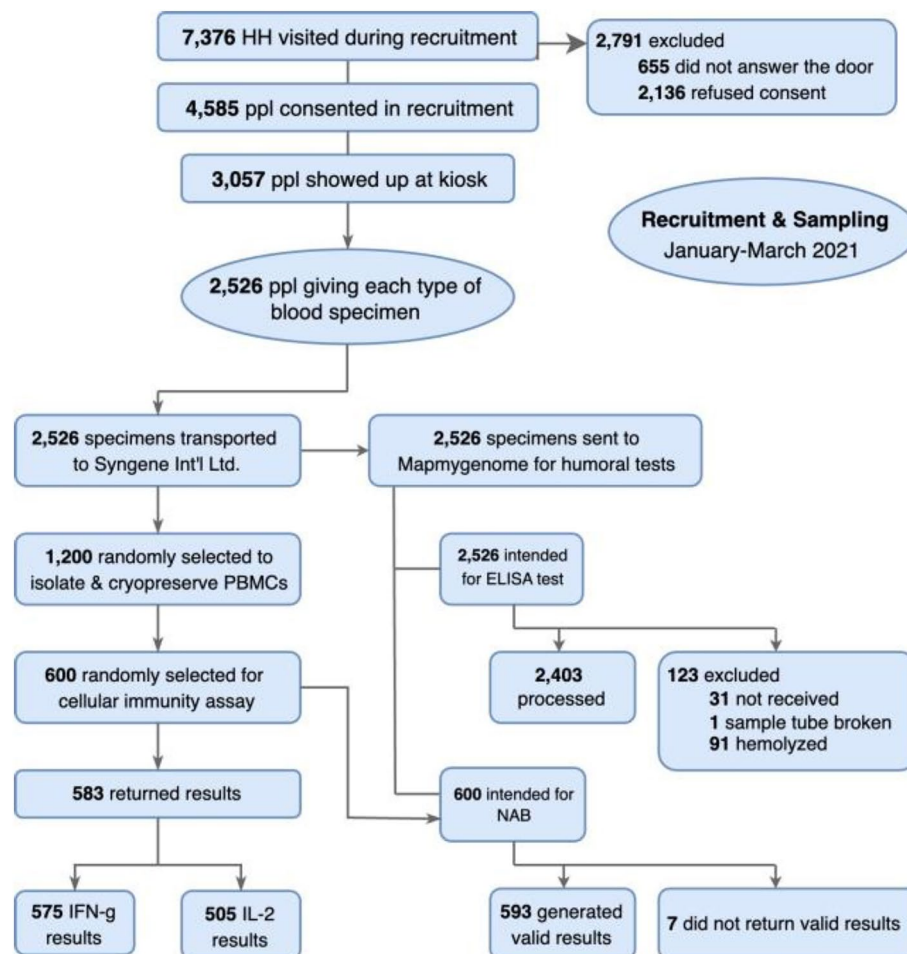 7,376 HH visited during recruitment
2,791 excluded
655 did not answer the door
2,136 refused consent
4,585 ppl consented in recruitment
3,057 ppl showed up at kiosk
Recruitment & Sampling
January-March 2021
2,526 ppl giving each type of
blood specimen
2,526 specimens transported
to Syngene Int'l Ltd.
2,526 specimens sent to
Mapmygenome for humoral tests
1,200 randomly selected to
isolate & cryopreserve PBMCs
2,526 intended
for ELISA test
600 randomly selected for
cellular immunity assay
2,403
processed
123 excluded
31 not received
1 sample tube broken
91 hemolyzed
583 returned results
600 intended for
NAB
575 IFN-g
results
505 IL-2
results
593 generated
valid results
7 did not return valid results